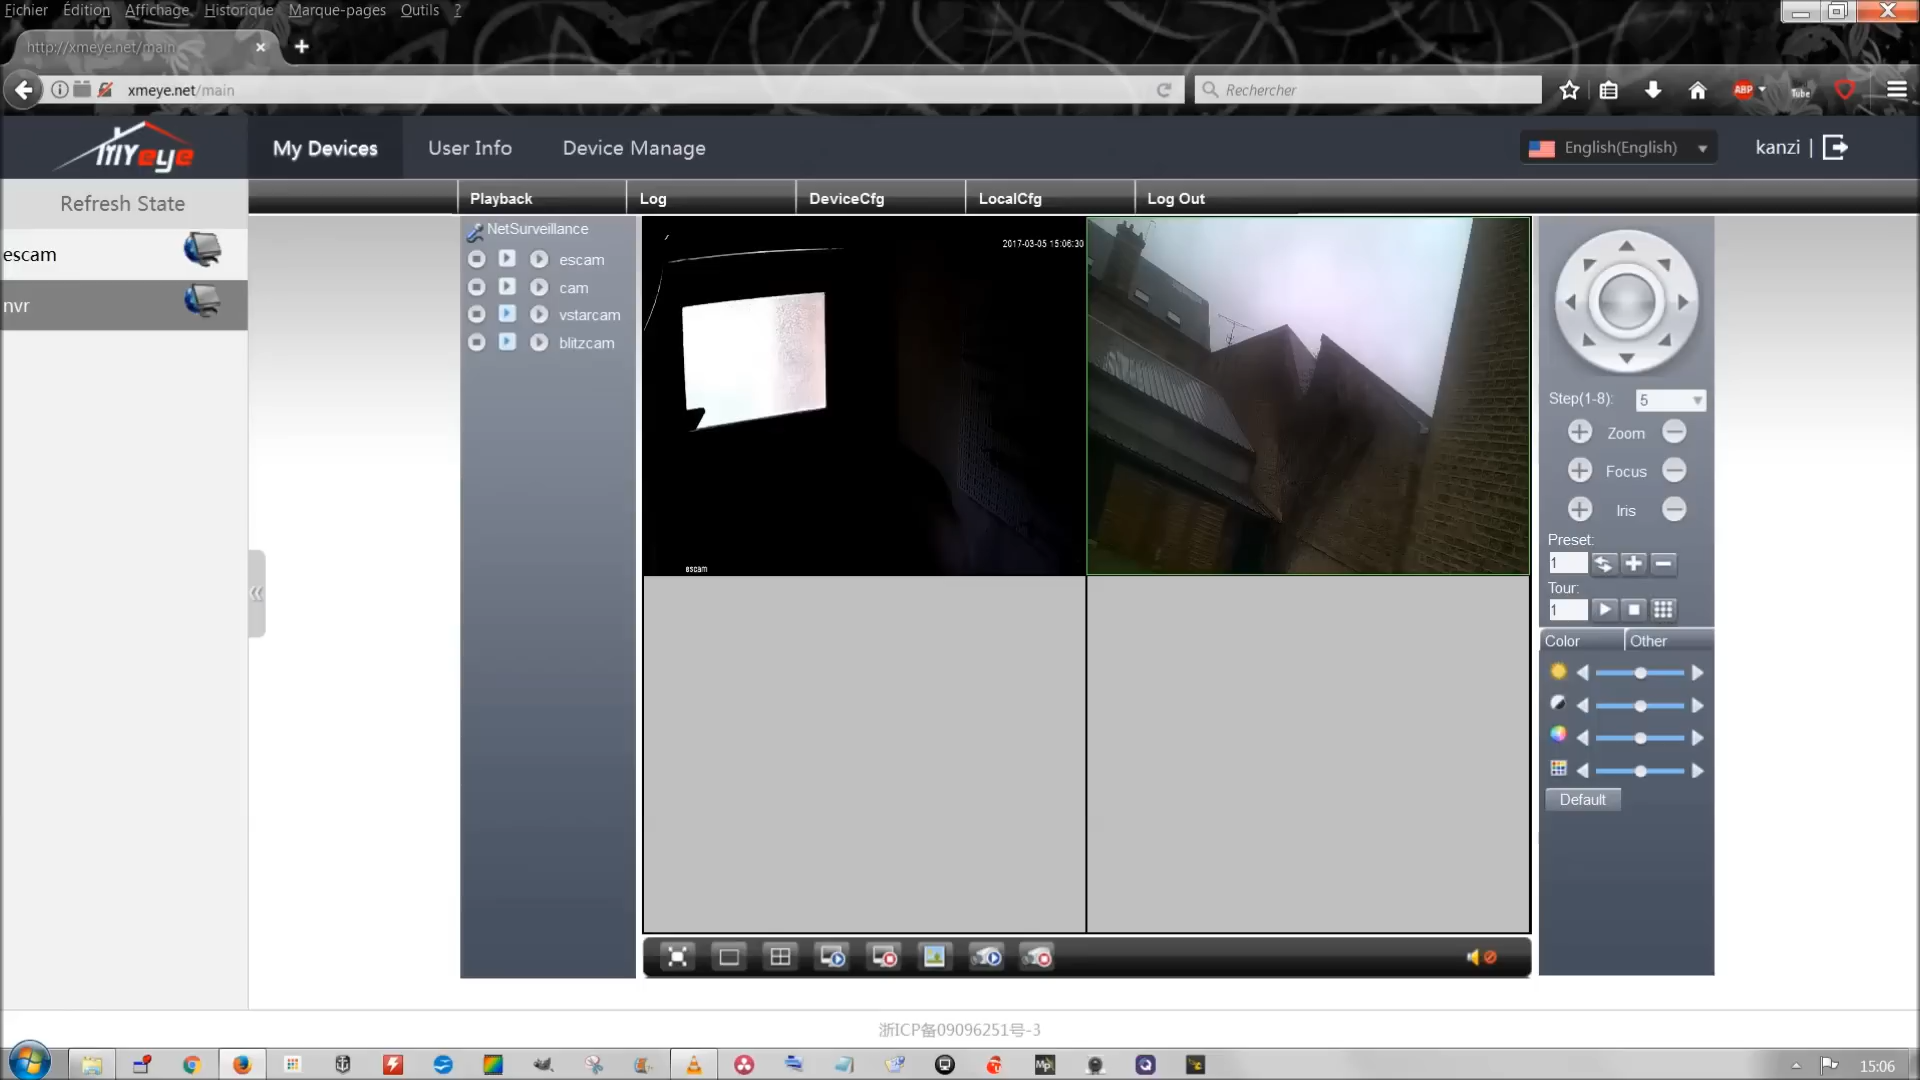 Fichier Édition Affichage Historique Marque-pages Outils ?
http://xmeye.net/main
xmeye.net/main
Rechercher
ABP
Tube
MYeye
My Devices
User Info
Device Manage
English(English)
kanzi
Refresh State
Playback
Log
DeviceCfg
LocalCfg
Log Out
escam
nvr
NetSurveillance
escam
cam
vstarcam
blitzcam
2017-03-05 15:06:30
escam
Step(1-8): 5
Zoom
Focus
Iris
Preset:
1
Tour:
1
Color
Other
Default
浙ICP备09096251号-3
15:06